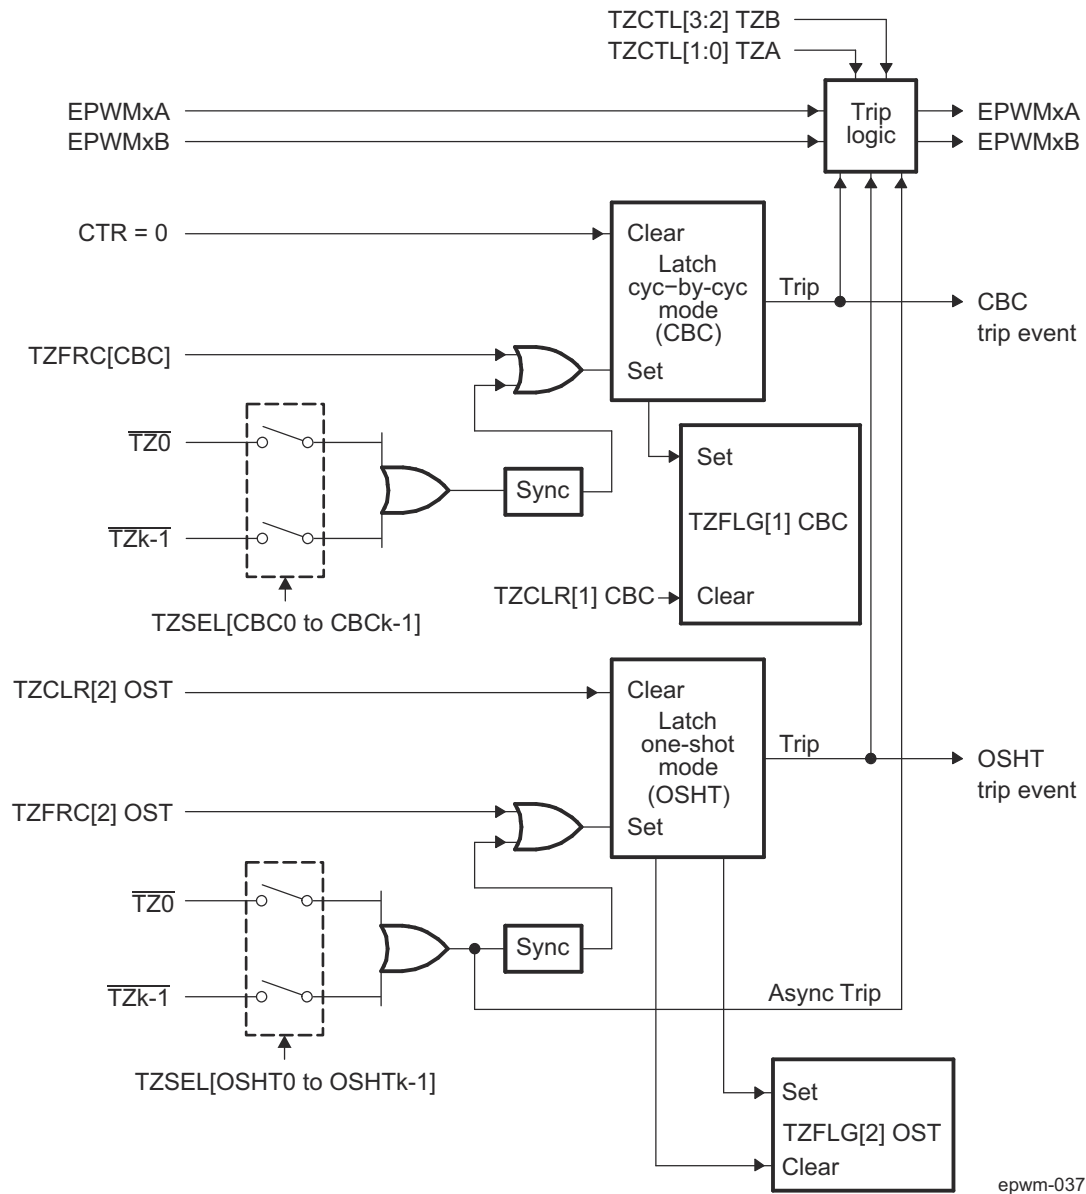 TZCTL[3:2] TZB
TZCTL[1:0] TZA
EPWMxA
EPWMxB
Trip
logic
EPWMxA
EPWMxB
CTR = 0
Clear
Latch
cyc−by-cyc
mode
(CBC)
Set
Trip
CBC
trip event
TZFRC[CBC]
TZ0
TZk-1
Sync
Set
TZFLG[1] CBC
Clear
TZCLR[1] CBC
TZSEL[CBC0 to CBCk-1]
TZCLR[2] OST
Clear
Latch
one-shot
mode
(OSHT)
Set
Trip
OSHT
trip event
TZFRC[2] OST
TZ0
TZk-1
Sync
Async Trip
TZSEL[OSHT0 to OSHTk-1]
Set
TZFLG[2] OST
Clear
epwm-037